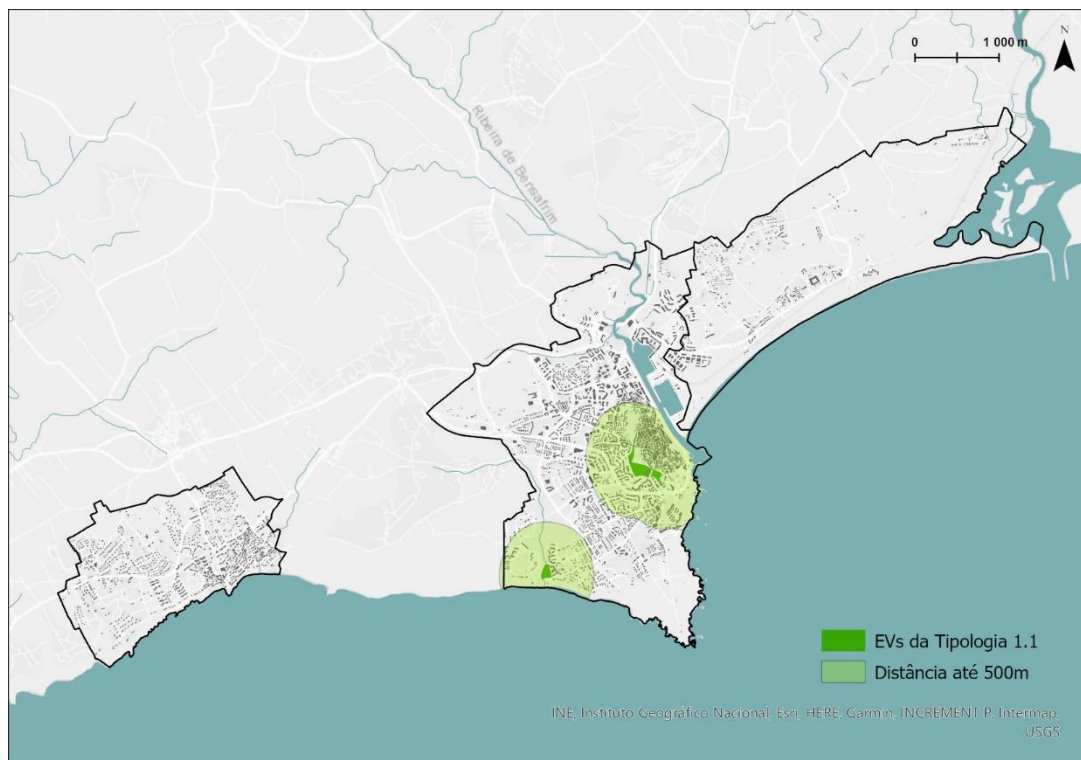 0 1 000 m
N
Ribeira de Bensafrim
EVs da Tipologia 1.1
Distância até 500m
INE, Instituto Geográfico Nacional, Esri, HERE, Garmin, INCREMENT P, Intermap,
USGS